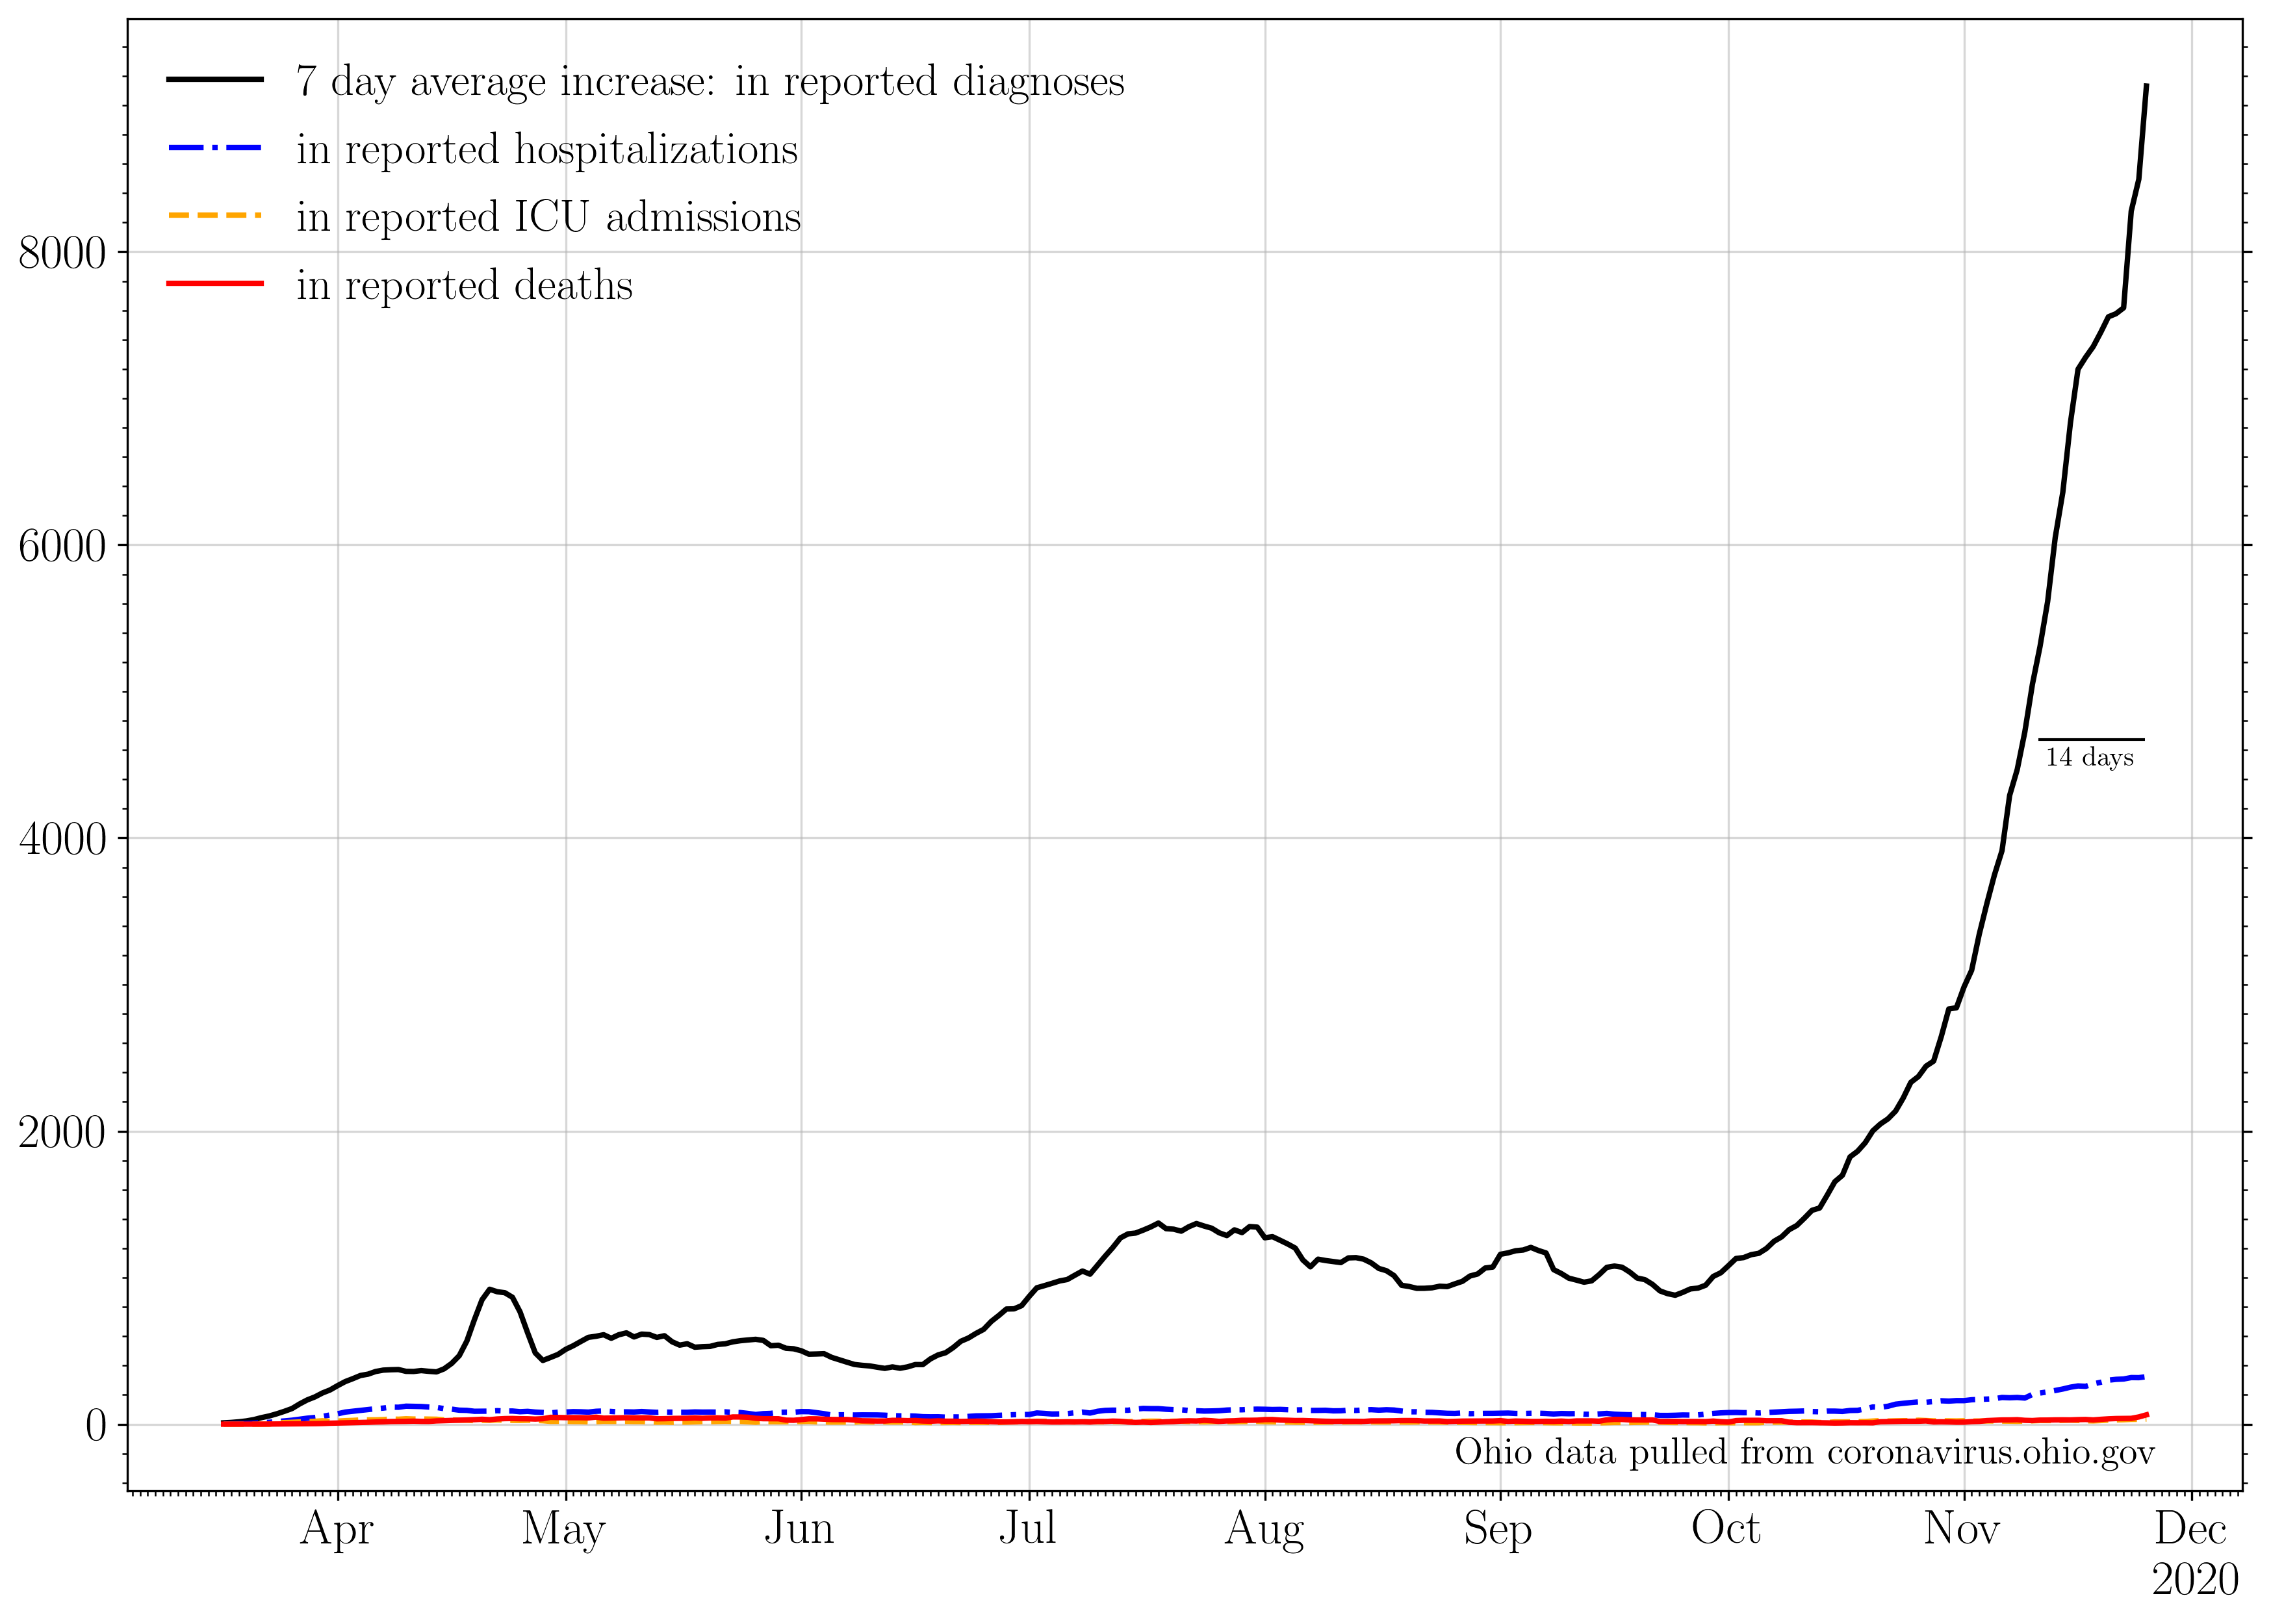 7 day average increase: in reported diagnoses
in reported hospitalizations
in reported ICU admissions
in reported deaths
8000
6000
4000
2000
0
14 days
Ohio data pulled from coronavirus.ohio.gov
Apr May Jun Jul Aug Sep Oct Nov Dec
2020